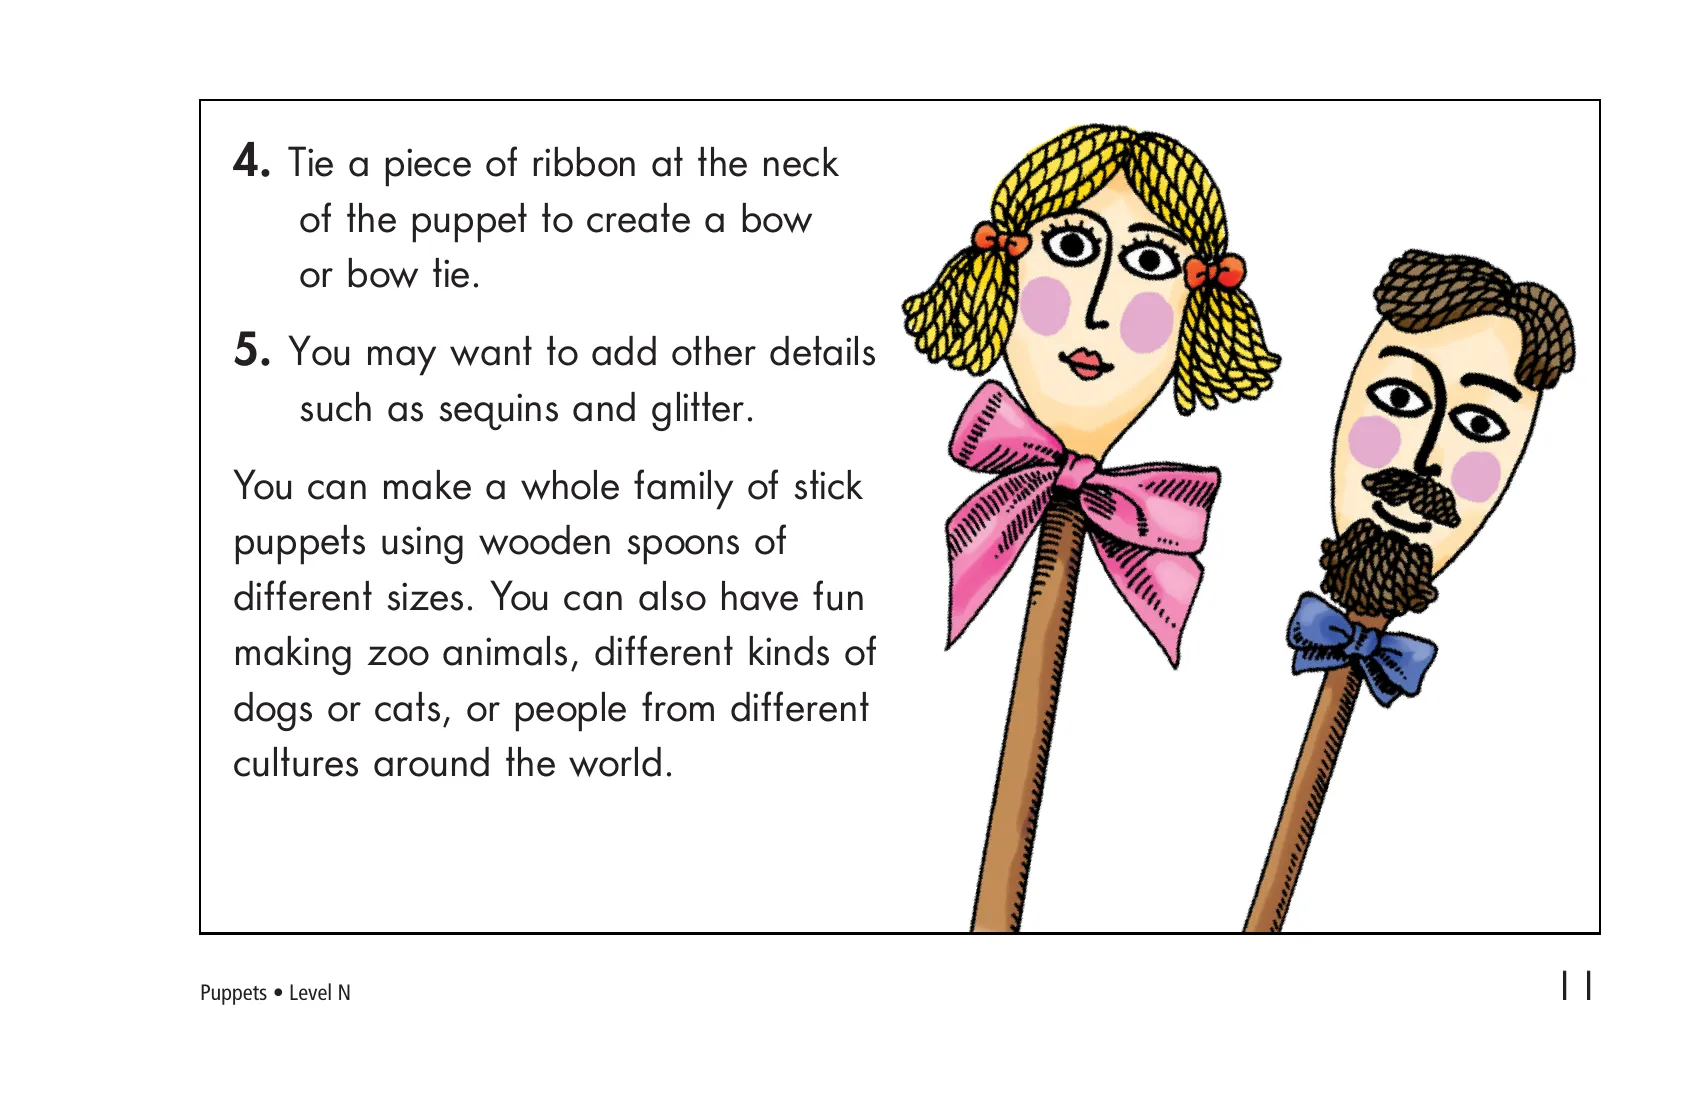 4. Tie a piece of ribbon at the neck
of the puppet to create a bow
or bow tie.
5. You may want to add other details
such as sequins and glitter.
You can make a whole family of stick
puppets using wooden spoons of
different sizes. You can also have fun
making zoo animals, different kinds of
dogs or cats, or people from different
cultures around the world.
Puppets • Level N
11